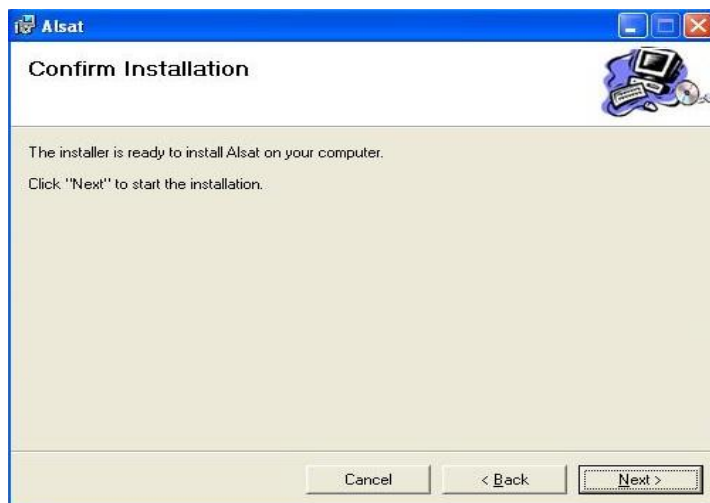 Alsat
Confirm Installation
The installer is ready to install Alsat on your computer.
Click "Next" to start the installation.
Cancel
< Back
Next >